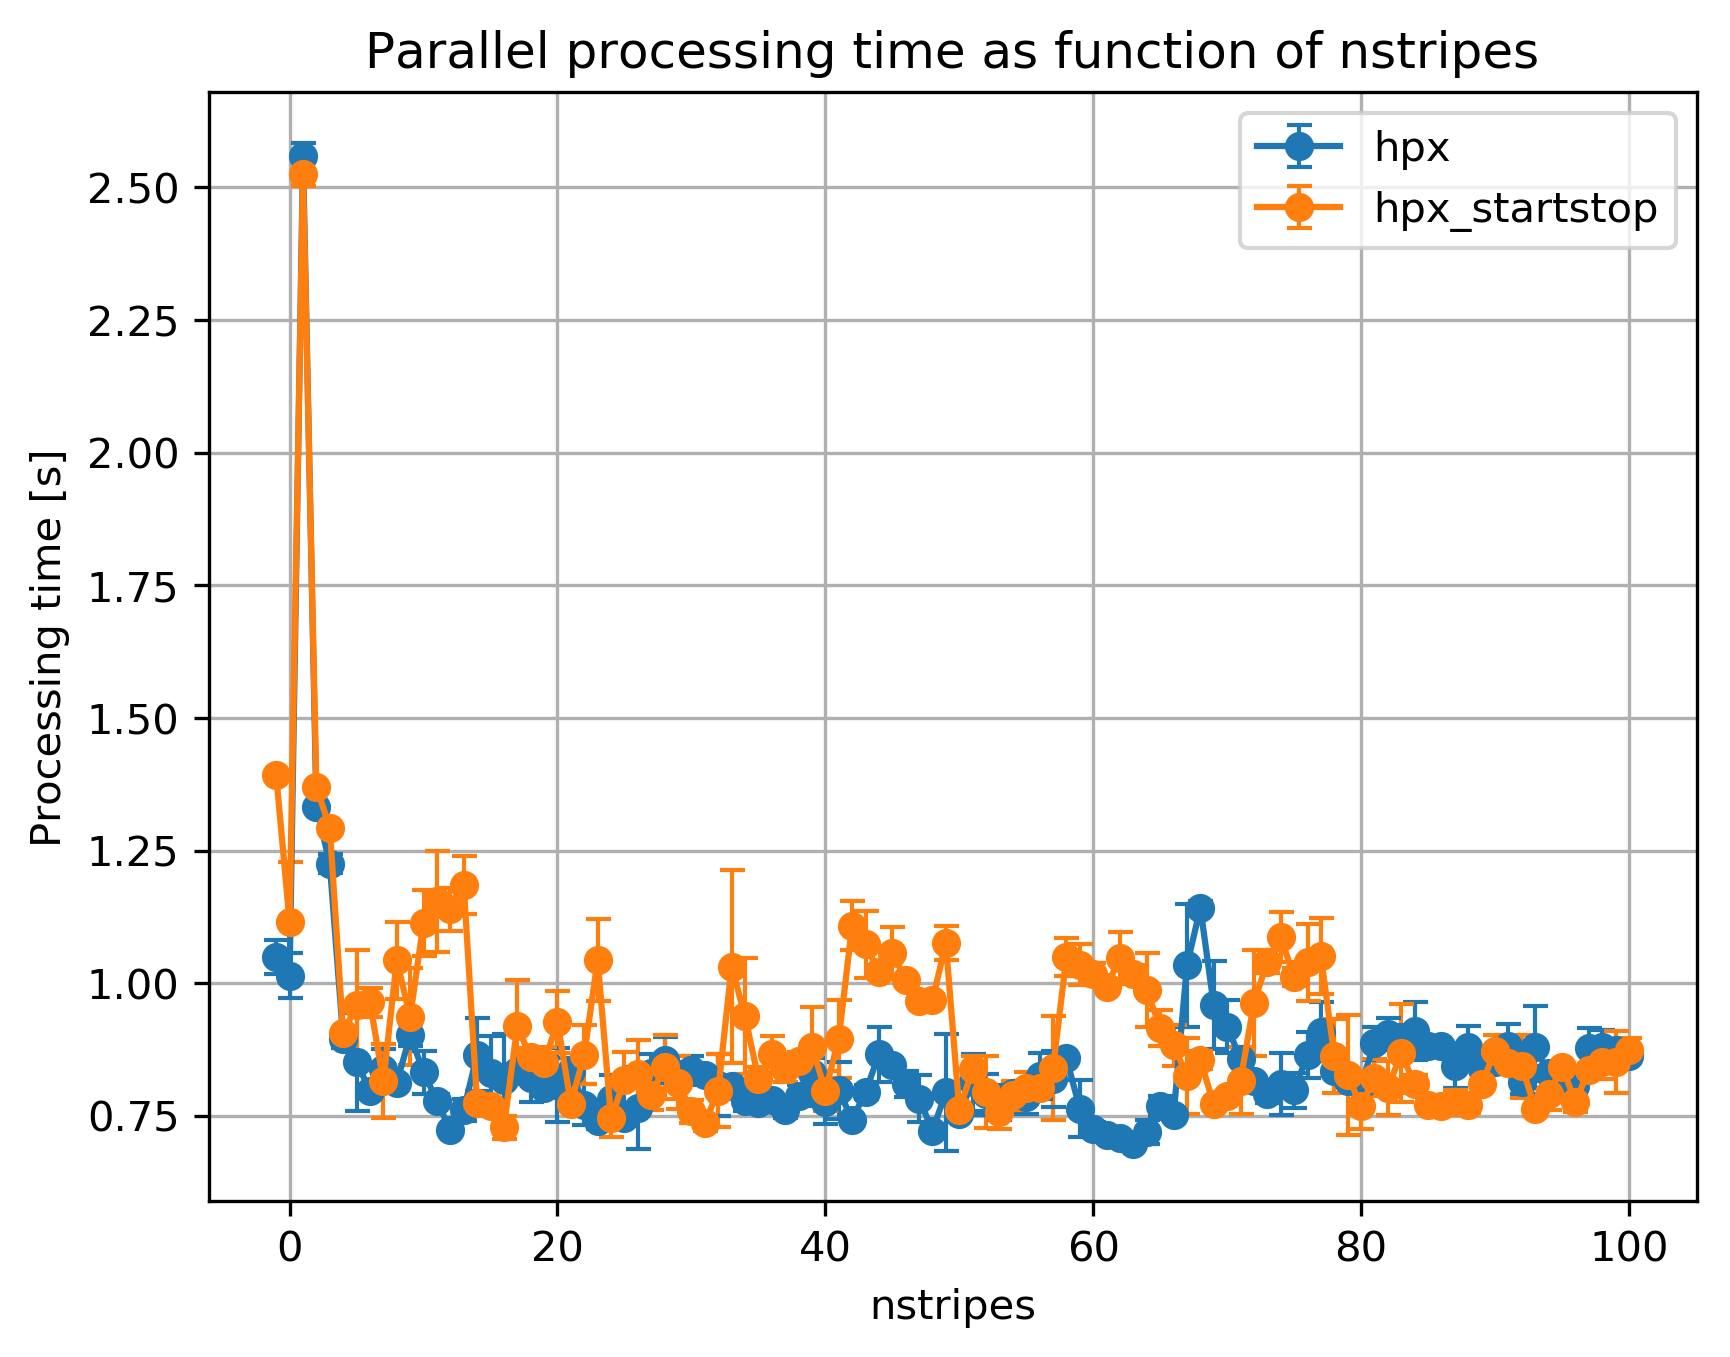 Parallel processing time as function of nstripes
hpx
hpx_startstop
Processing time [s]
2.50
2.25
2.00
1.75
1.50
1.25
1.00
0.75
0 20 40 60 80 100
nstripes